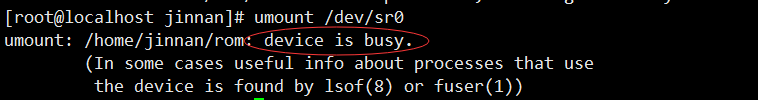 [root@localhost jinnan]# umount /dev/sr0
umount: /home/jinnan/rom: device is busy.
(In some cases useful info about processes that use
the device is found by lsof(8) or fuser(1))